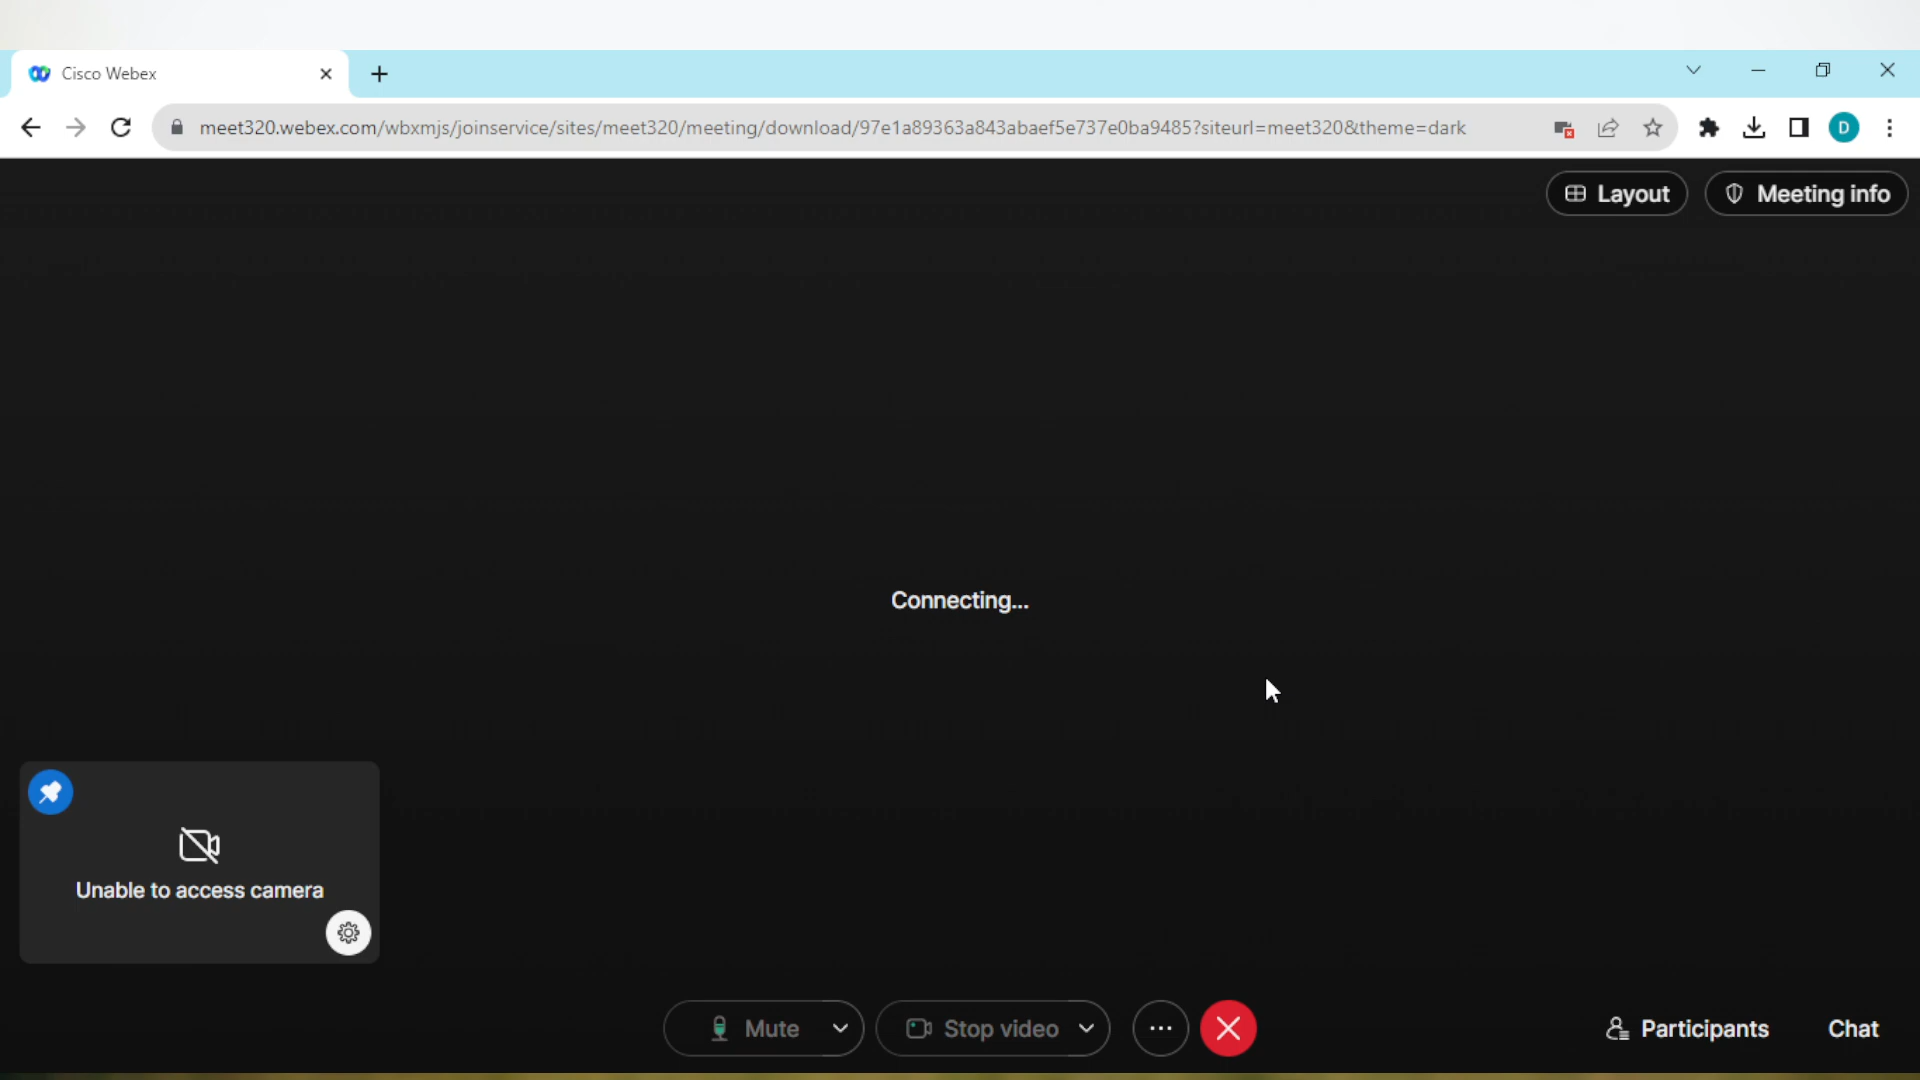 Cisco Webex
meet320.webex.com/wbxmjs/joinservice/sites/meet320/meeting/download/97e1a89363a843abaef5e737e0ba9485?siteurl=meet320&theme=dark
D
Layout
Meeting info
Connecting...
Unable to access camera
Mute
Stop video
Participants
Chat